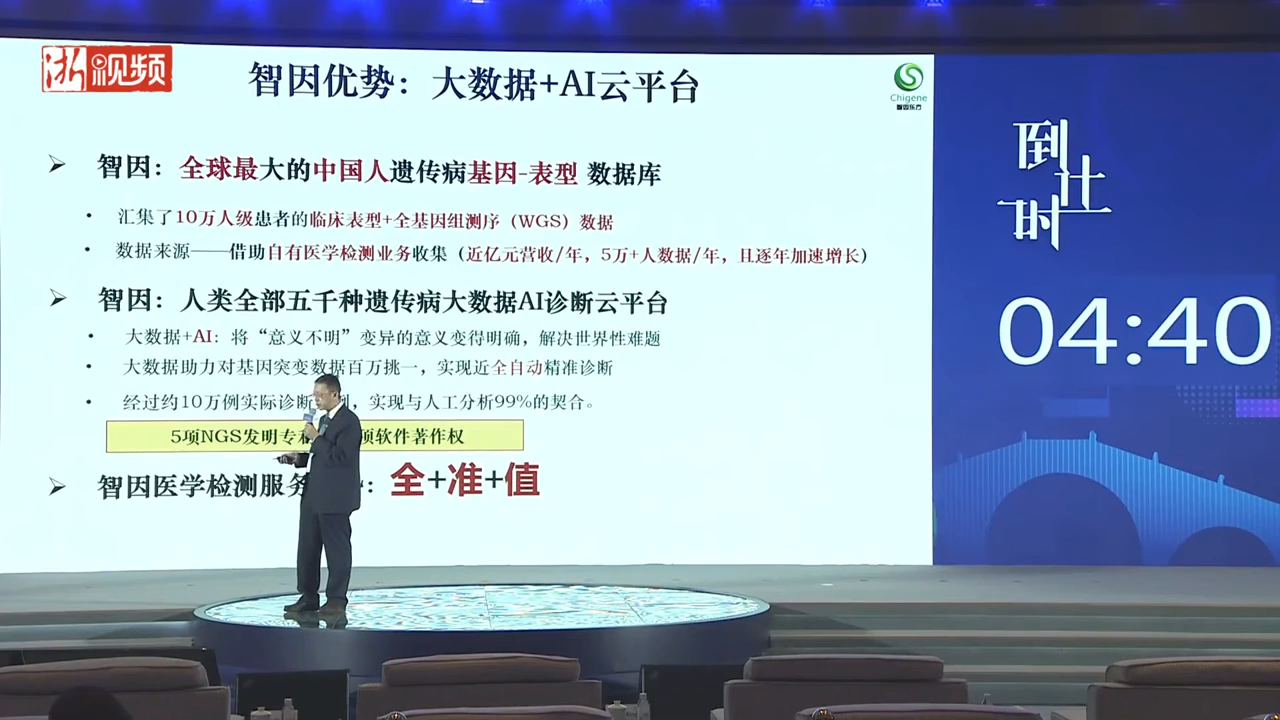 浙视频
智因优势：大数据+AI云平台
Chigene
智因东方
➢ 智因：全球最大的中国人遗传病基因-表型 数据库
• 汇集了10万人级患者的临床表型+全基因组测序（WGS）数据
• 数据来源——借助自有医学检测业务收集（近亿元营收/年，5万+人数据/年，且逐年加速增长）
➢ 智因：人类全部五千种遗传病大数据AI诊断云平台
• 大数据+AI：将“意义不明”变异的意义变得明确，解决世界性难题
• 大数据助力对基因突变数据百万挑一，实现近全自动精准诊断
• 经过约10万例实际诊断 例，实现与人工分析99%的契合。
5项NGS发明专利 项软件著作权
➢ 智因医学检测服务 ：全+准+值
倒计时
04:40